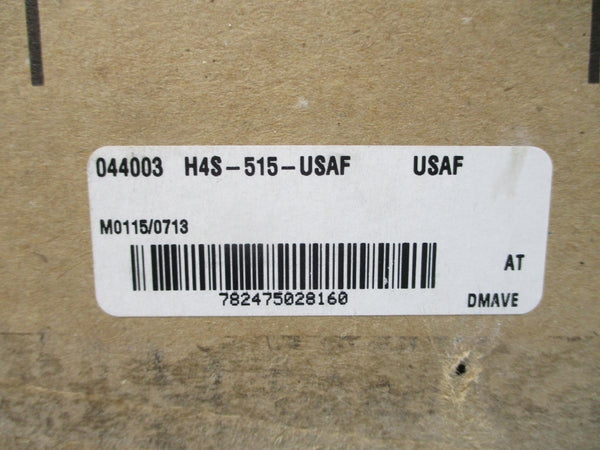 044003 H4S-515-USAF USAF
M0115/0713
782475028160
AT
DMAVE